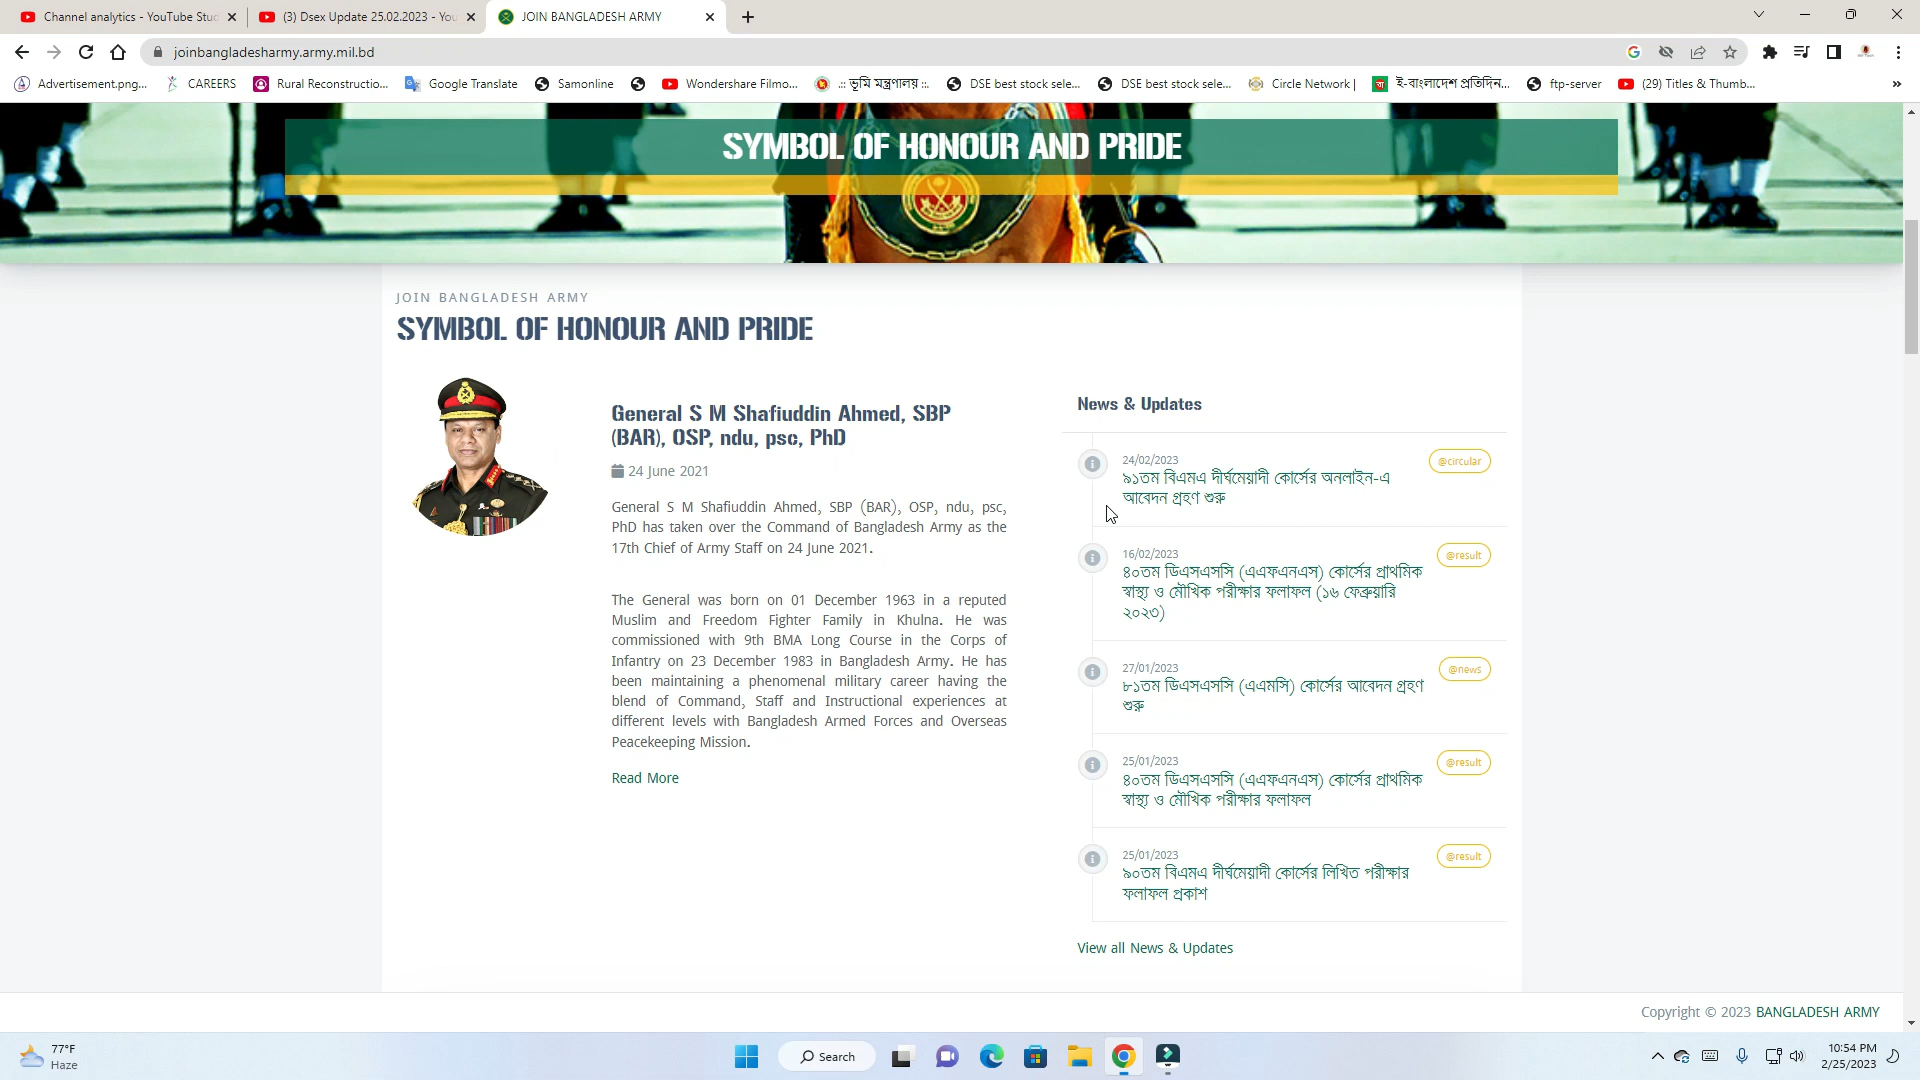 Channel analytics - YouTube Stu
(3) Dsex Update 25.02.2023 - You
JOIN BANGLADESH ARMY
joinbangladesharmy.army.mil.bd
Advertisement.png...
CAREERS
Rural Reconstructio...
Google Translate
Samonline
Wondershare Filmo...
.:: ভূমি মন্ত্রণালয় ::.
DSE best stock sele...
DSE best stock sele...
Circle Network |
ই-বাংলাদেশ প্রতিদিন...
ftp-server
(29) Titles & Thumb...
SYMBOL OF HONOUR AND PRIDE
JOIN BANGLADESH ARMY
SYMBOL OF HONOUR AND PRIDE
General S M Shafiuddin Ahmed, SBP
(BAR), OSP, ndu, psc, PhD
24 June 2021
General S M Shafiuddin Ahmed, SBP (BAR), OSP, ndu, psc,
PhD has taken over the Command of Bangladesh Army as the
17th Chief of Army Staff on 24 June 2021.
The General was born on 01 December 1963 in a reputed
Muslim and Freedom Fighter Family in Khulna. He was
commissioned with 9th BMA Long Course in the Corps of
Infantry on 23 December 1983 in Bangladesh Army. He has
been maintaining a phenomenal military career having the
blend of Command, Staff and Instructional experiences at
different levels with Bangladesh Armed Forces and Overseas
Peacekeeping Mission.
Read More
News & Updates
24/02/2023
@circular
৯১তম বিএমএ দীর্ঘমেয়াদী কোর্সের অনলাইন-এ
আবেদন গ্রহণ শুরু
16/02/2023
@result
৪০তম ডিএসএসসি (এএফএনএস) কোর্সের প্রাথমিক
স্বাস্থ্য ও মৌখিক পরীক্ষার ফলাফল (১৬ ফেব্রুয়ারি
২০২৩)
27/01/2023
@news
৮১তম ডিএসএসসি (এএমসি) কোর্সের আবেদন গ্রহণ
শুরু
25/01/2023
@result
৪০তম ডিএসএসসি (এএফএনএস) কোর্সের প্রাথমিক
স্বাস্থ্য ও মৌখিক পরীক্ষার ফলাফল
25/01/2023
@result
৯০তম বিএমএ দীর্ঘমেয়াদী কোর্সের লিখিত পরীক্ষার
ফলাফল প্রকাশ
View all News & Updates
Copyright © 2023 BANGLADESH ARMY
77°F
Haze
Search
10:54 PM
2/25/2023